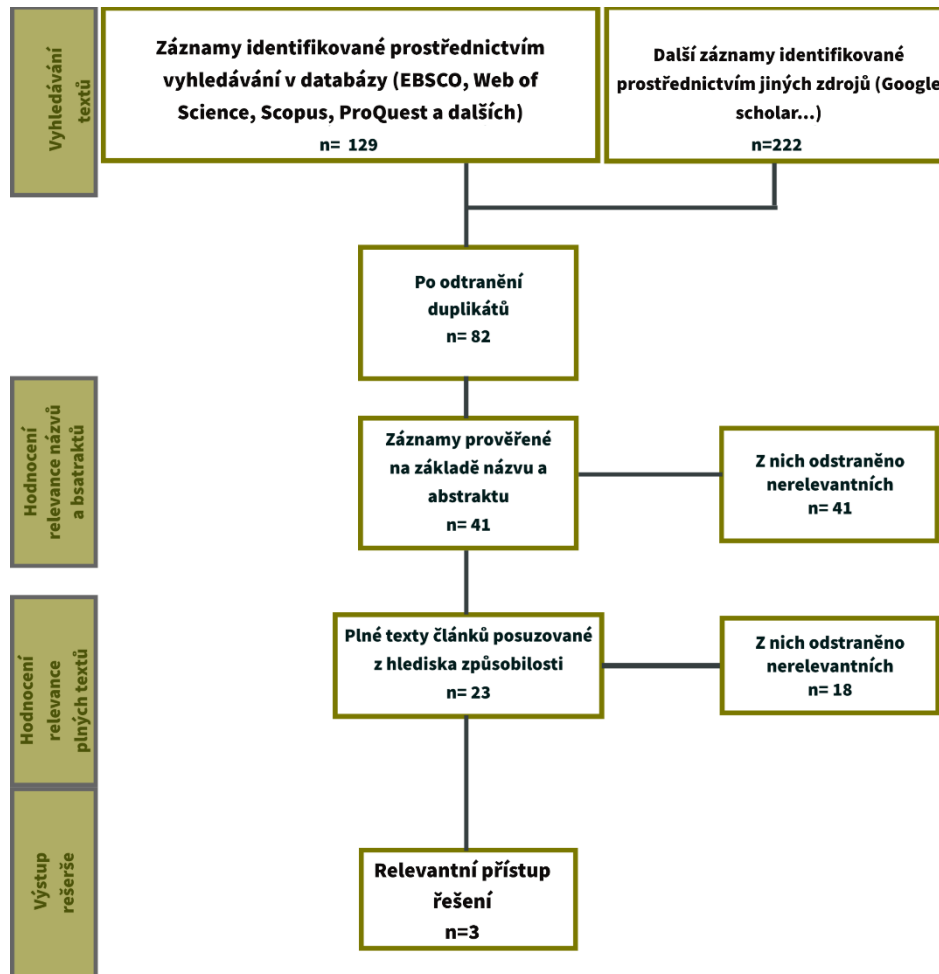 Vyhledávání
textů
Záznamy identifikované prostřednictvím
vyhledávání v databázy (EBSCO, Web of
Science, Scopus, ProQuest a dalších)
n= 129
Další záznamy identifikované
prostřednictvím jiných zdrojů (Google
scholar...)
n=222
Po odtranění
duplikátů
n= 82
Hodnocení
relevance názvů
a bsatraktů
Záznamy prověřené
na základě názvu a
abstraktu
n= 41
Z nich odstraněno
nerelevantních
n= 41
Hodnocení
relevance
plných textů
Plné texty článků posuzované
z hlediska způsobilosti
n= 23
Z nich odstraněno
nerelevantních
n= 18
Výstup
rešerše
Relevantní přístup
řešení
n=3